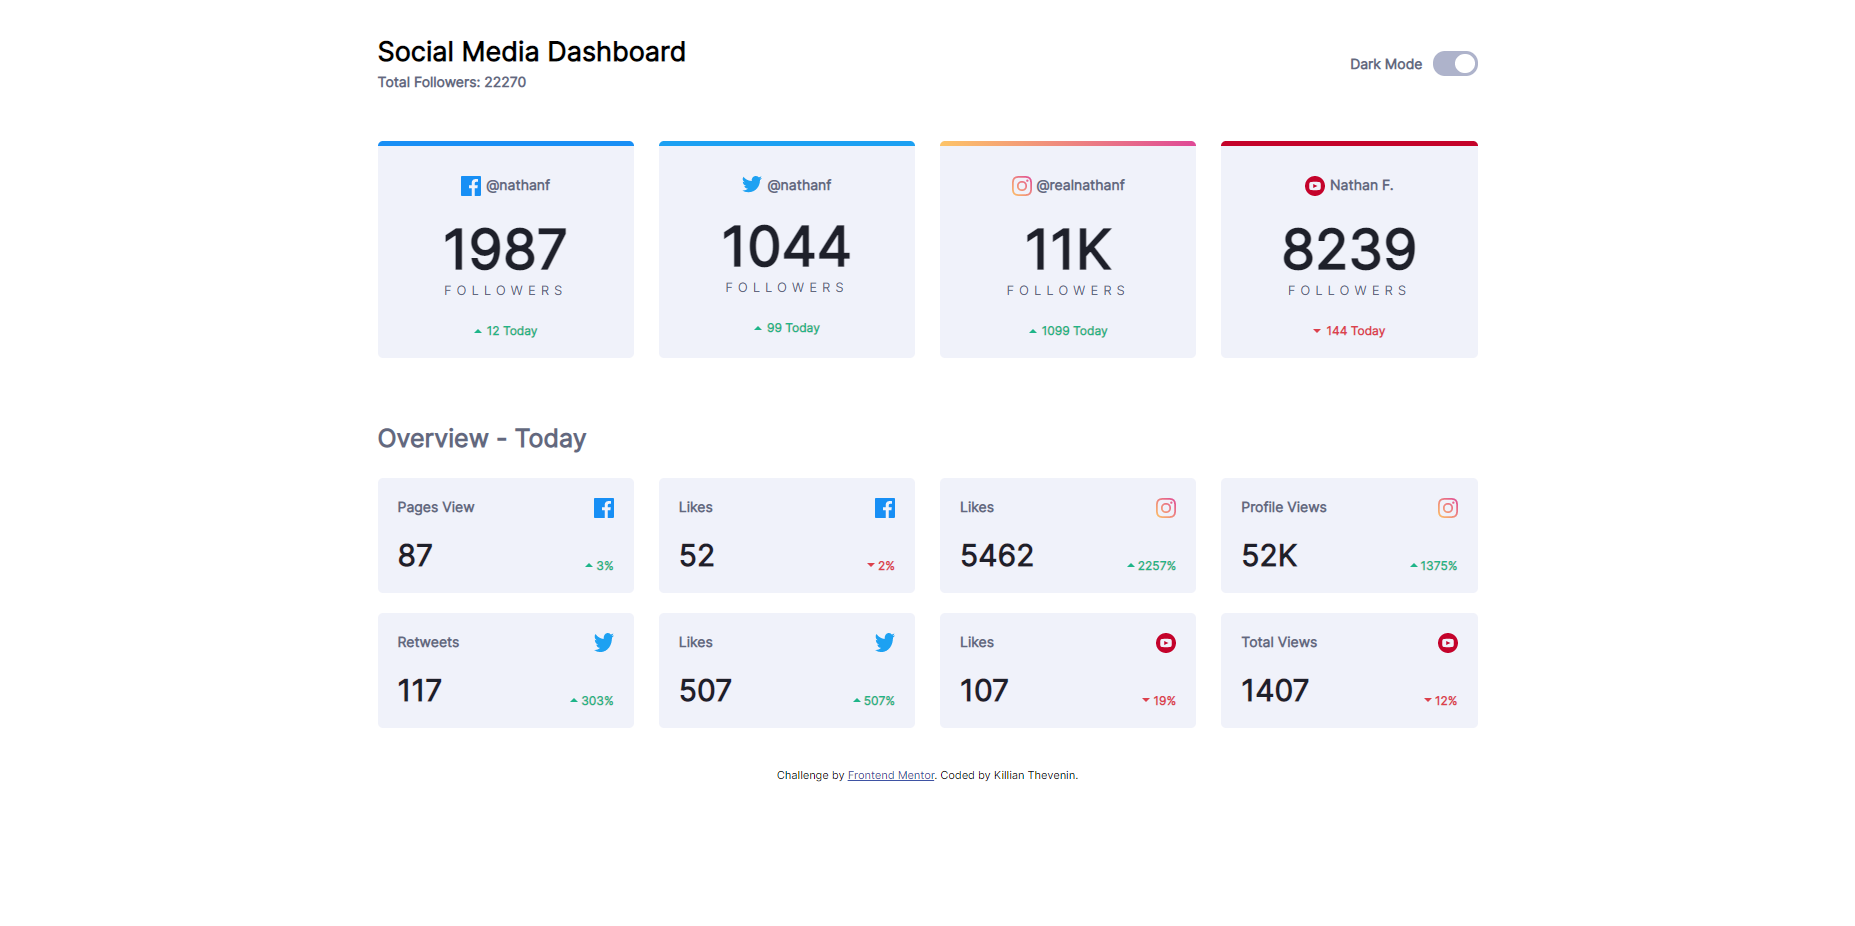 Social Media Dashboard
Total Followers: 22270
Dark Mode
@nathanf
1987
FOLLOWERS
12 Today
@nathanf
1044
FOLLOWERS
99 Today
@realnathanf
11K
FOLLOWERS
1099 Today
Nathan F.
8239
FOLLOWERS
144 Today
Overview - Today
Pages View
87
3%
Likes
52
2%
Likes
5462
2257%
Profile Views
52K
1375%
Retweets
117
303%
Likes
507
507%
Likes
107
19%
Total Views
1407
12%
Challenge by Frontend Mentor. Coded by Killian Thevenin.